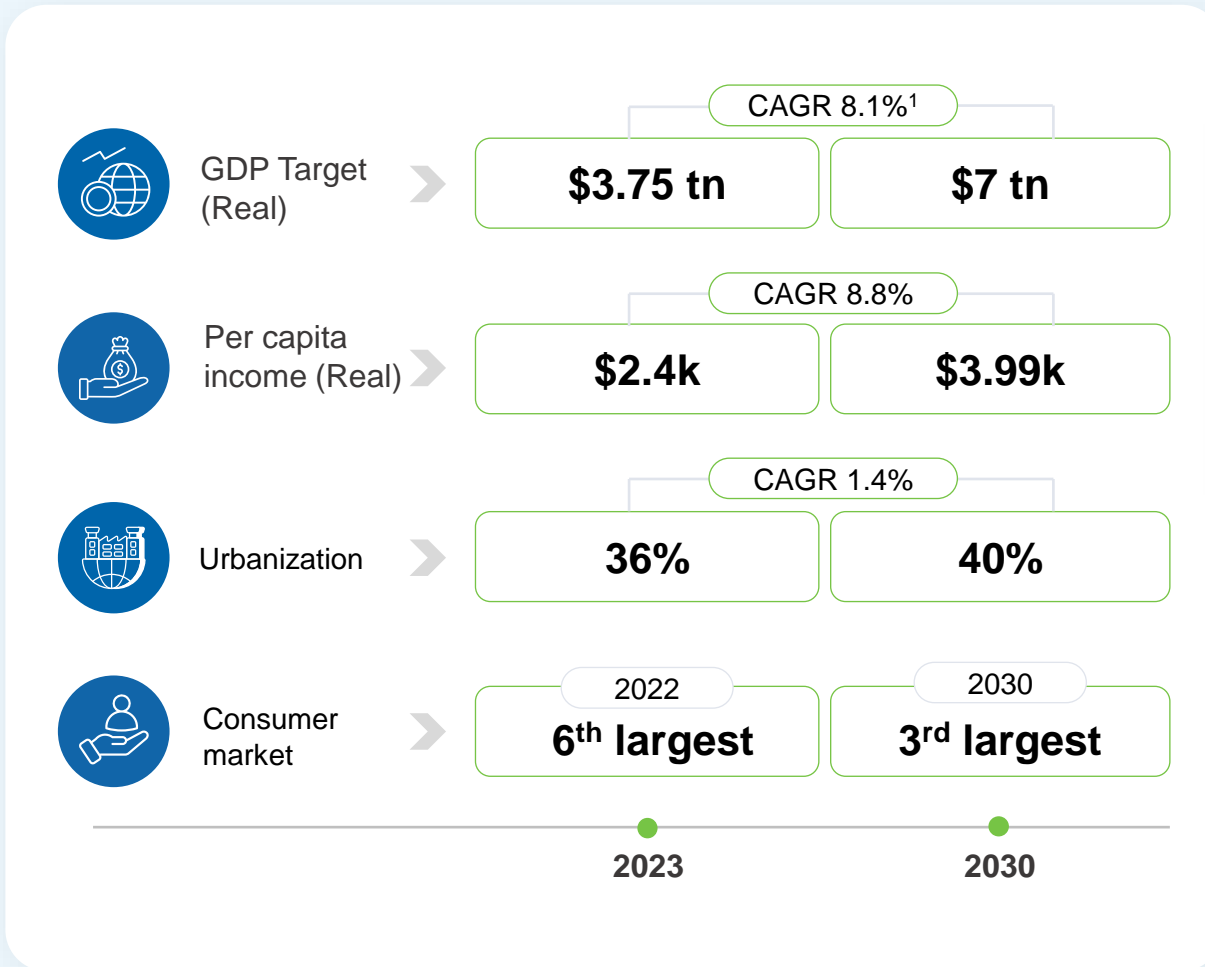 CAGR 8.1%¹
GDP Target
(Real)
$3.75 tn
$7 tn
CAGR 8.8%
Per capita
income (Real)
$2.4k
$3.99k
CAGR 1.4%
Urbanization
36%
40%
Consumer
market
2022
6th largest
2030
3rd largest
2023
2030